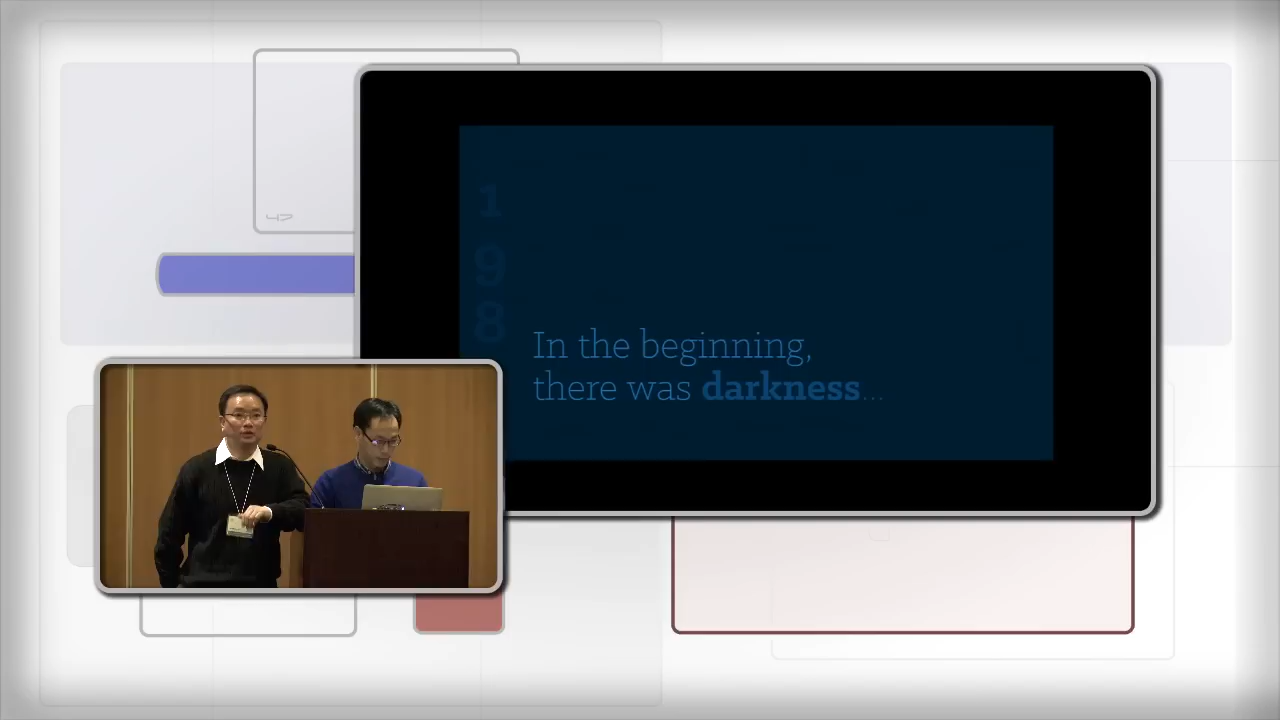 1
9
8
In the beginning,
there was darkness...